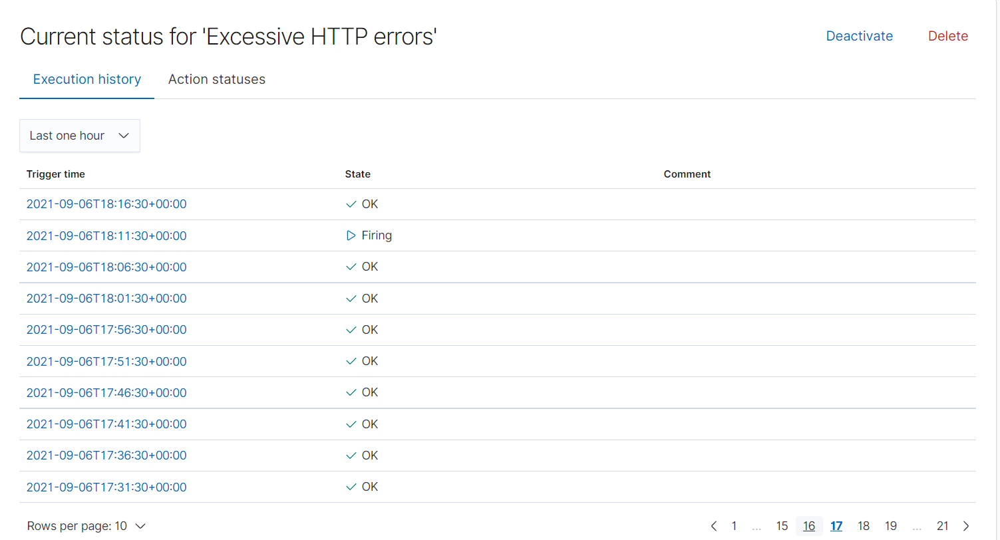 Current status for 'Excessive HTTP errors' Deactivate Delete
Execution history Action statuses
Last one hour
Trigger time State Comment
2021-09-06T18:16:30+00:00 OK
2021-09-06T18:11:30+00:00 Firing
2021-09-06T18:06:30+00:00 OK
2021-09-06T18:01:30+00:00 OK
2021-09-06T17:56:30+00:00 OK
2021-09-06T17:51:30+00:00 OK
2021-09-06T17:46:30+00:00 OK
2021-09-06T17:41:30+00:00 OK
2021-09-06T17:36:30+00:00 OK
2021-09-06T17:31:30+00:00 OK
Rows per page: 10 1 ... 15 16 17 18 19 ... 21